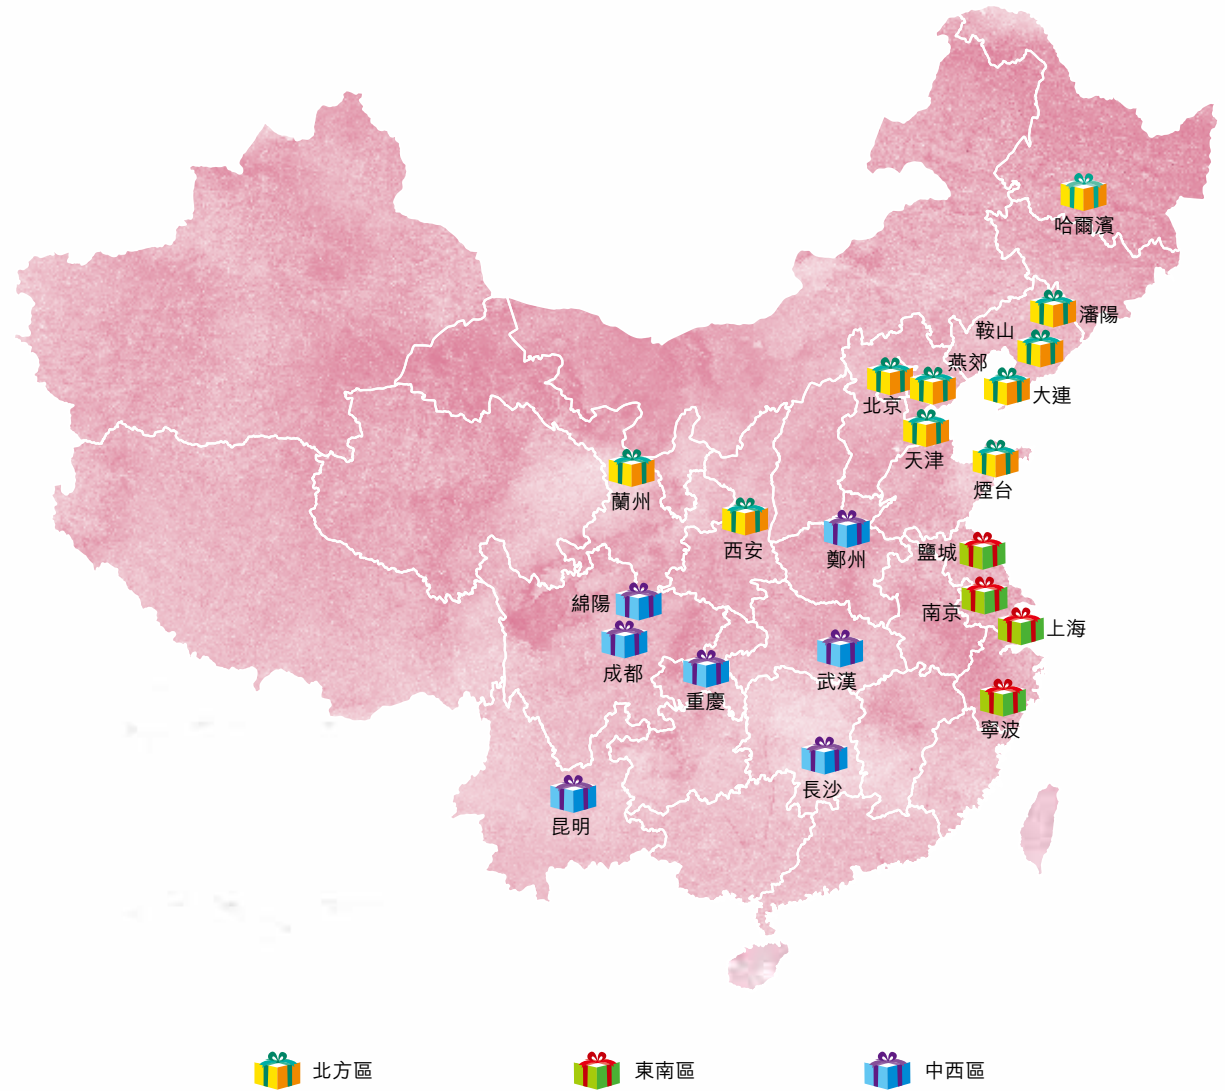 哈爾濱
瀋陽
鞍山
燕郊
大連
北京
天津
煙台
蘭州
西安
鄭州
鹽城
綿陽
南京
上海
成都
武漢
重慶
寧波
長沙
昆明
北方區
東南區
中西區